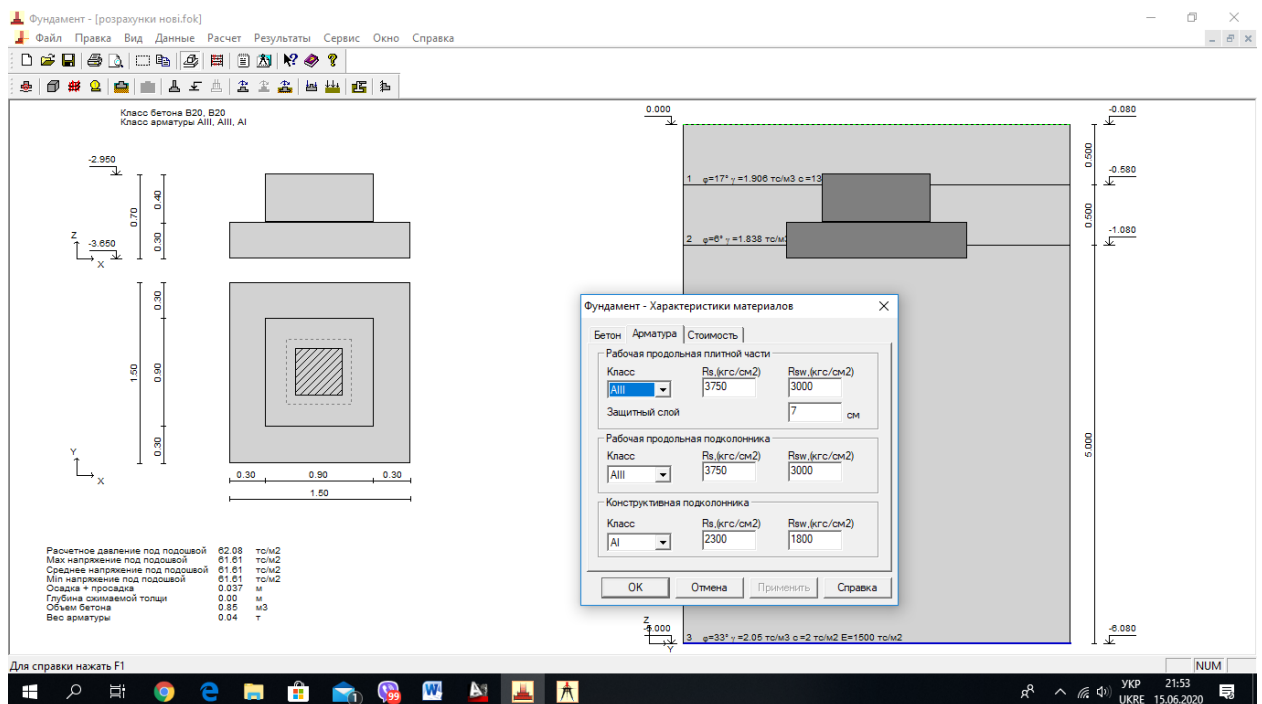 Фундамент - [розрахунки нові.fok]
Файл Правка Вид Данные Расчет Результаты Сервис Окно Справка
Класс бетона B20, B20
Класс арматуры AIII, AIII, AI
-2.950
0.40
0.70
0.30
Z
-3.650
X
0.30
1.50
0.90
0.30
Y
X
0.30 0.90 0.30
1.50
Расчетное давление под подошвой 62.08 тс/м2
Max напряжение под подошвой 61.61 тс/м2
Среднее напряжение под подошвой 61.61 тс/м2
Min напряжение под подошвой 61.61 тс/м2
Осадка + просадка 0.037 м
Глубина сжимаемой толщи 0.00 м
Объем бетона 0.85 м3
Вес арматуры 0.04 т
0.000
-0.080
0.500
-0.580
1 φ=17° γ =1.906 тс/м3 c =13
0.500
-1.080
2 φ=6° γ =1.838 тс/м
5.000
Фундамент - Характеристики материалов
Бетон Арматура Стоимость
Рабочая продольная плитной части
Класс Rs,(кгс/см2) Rsw,(кгс/см2)
AIII 3750 3000
Защитный слой 7 см
Рабочая продольная подколонника
Класс Rs,(кгс/см2) Rsw,(кгс/см2)
AIII 3750 3000
Конструктивная подколонника
Класс Rs,(кгс/см2) Rsw,(кгс/см2)
AI 2300 1800
OK Отмена Применить Справка
Z
.000
Y
3 φ=33° γ =2.05 тс/м3 c =2 тс/м2 E=1500 тс/м2
-6.080
Для справки нажать F1
NUM
99
УКР 21:53
UKRE 15.06.2020